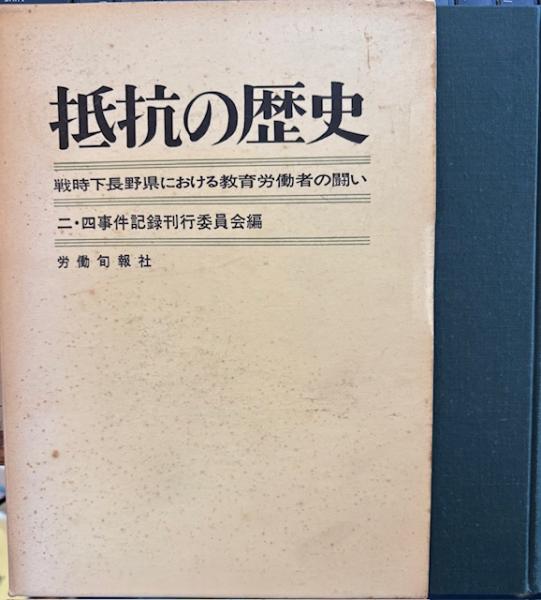 抵抗の歴史
戦時下長野県における教育労働者の闘い
二・四事件記録刊行委員会編
労働旬報社